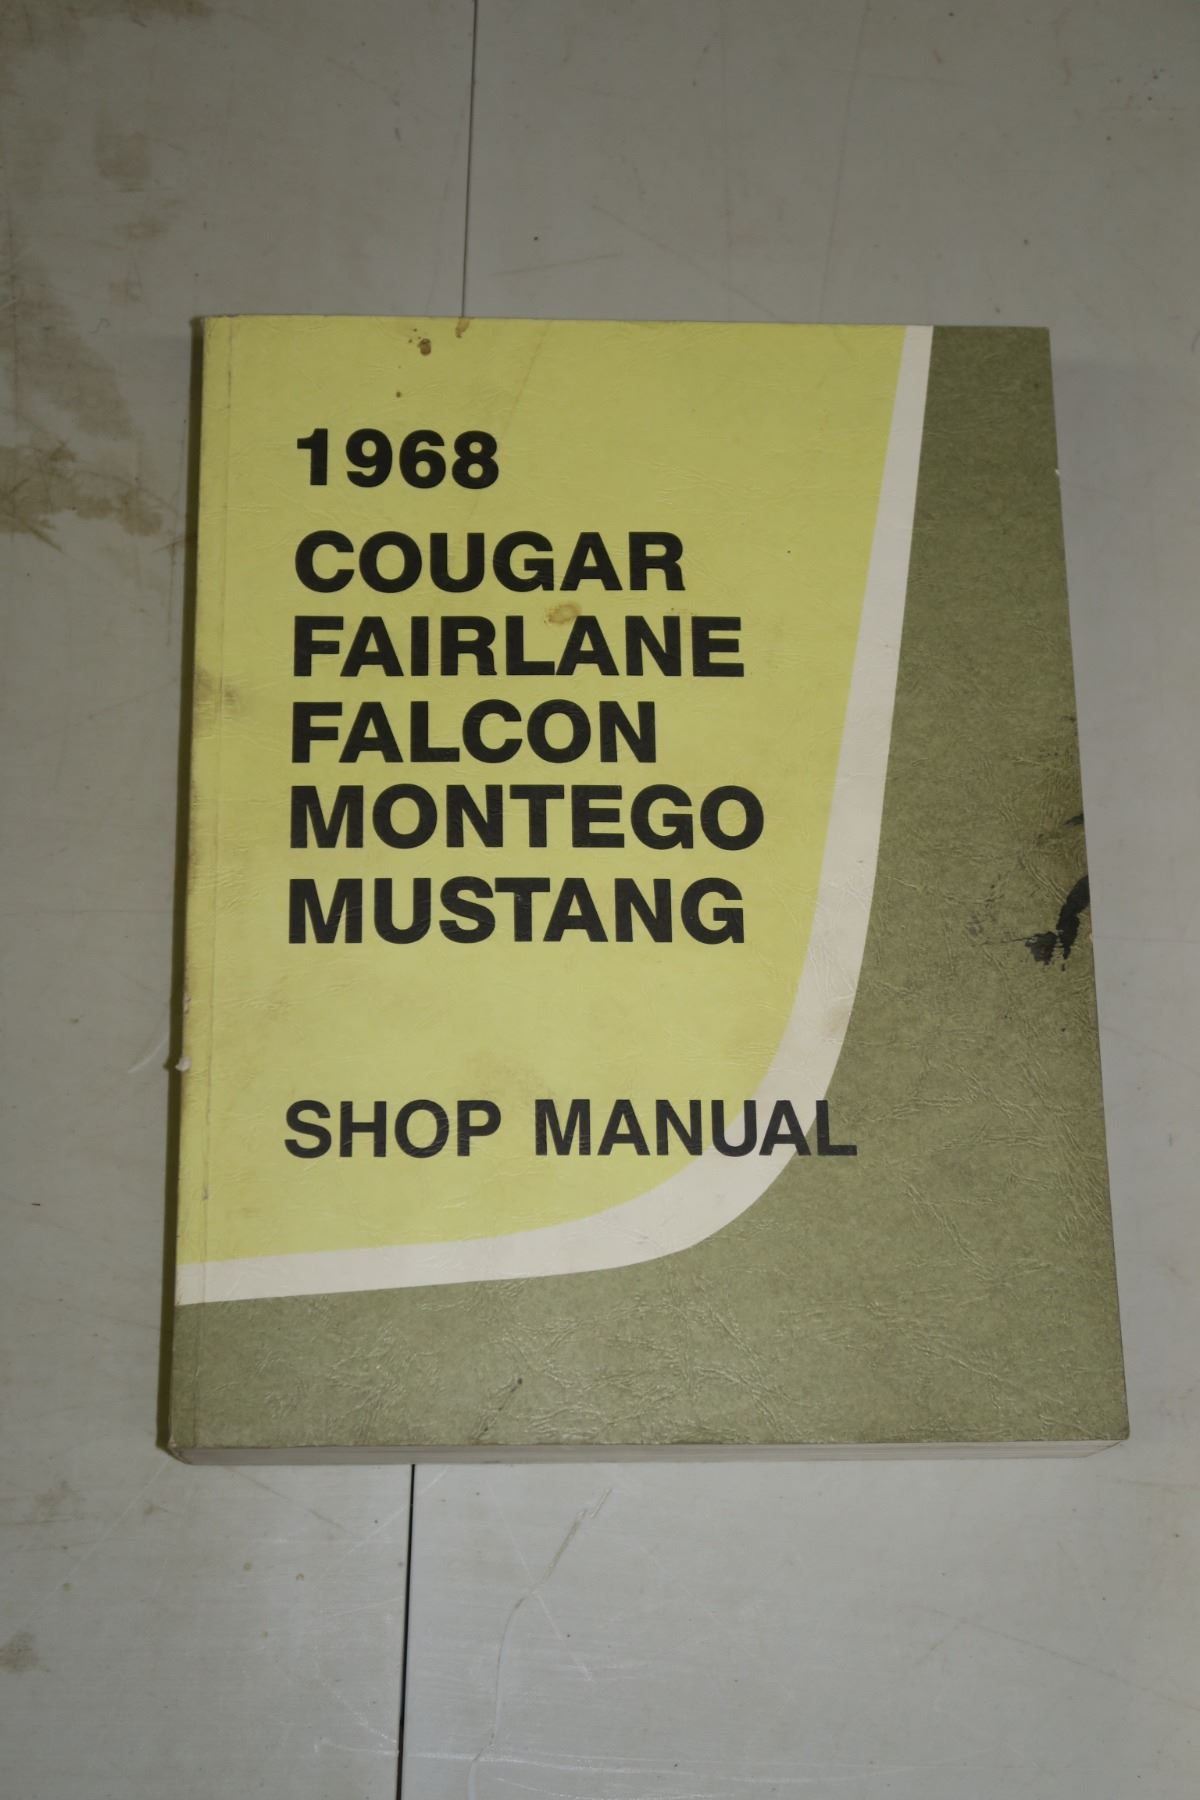 1968
COUGAR
FAIRLANE
FALCON
MONTEGO
MUSTANG
SHOP MANUAL